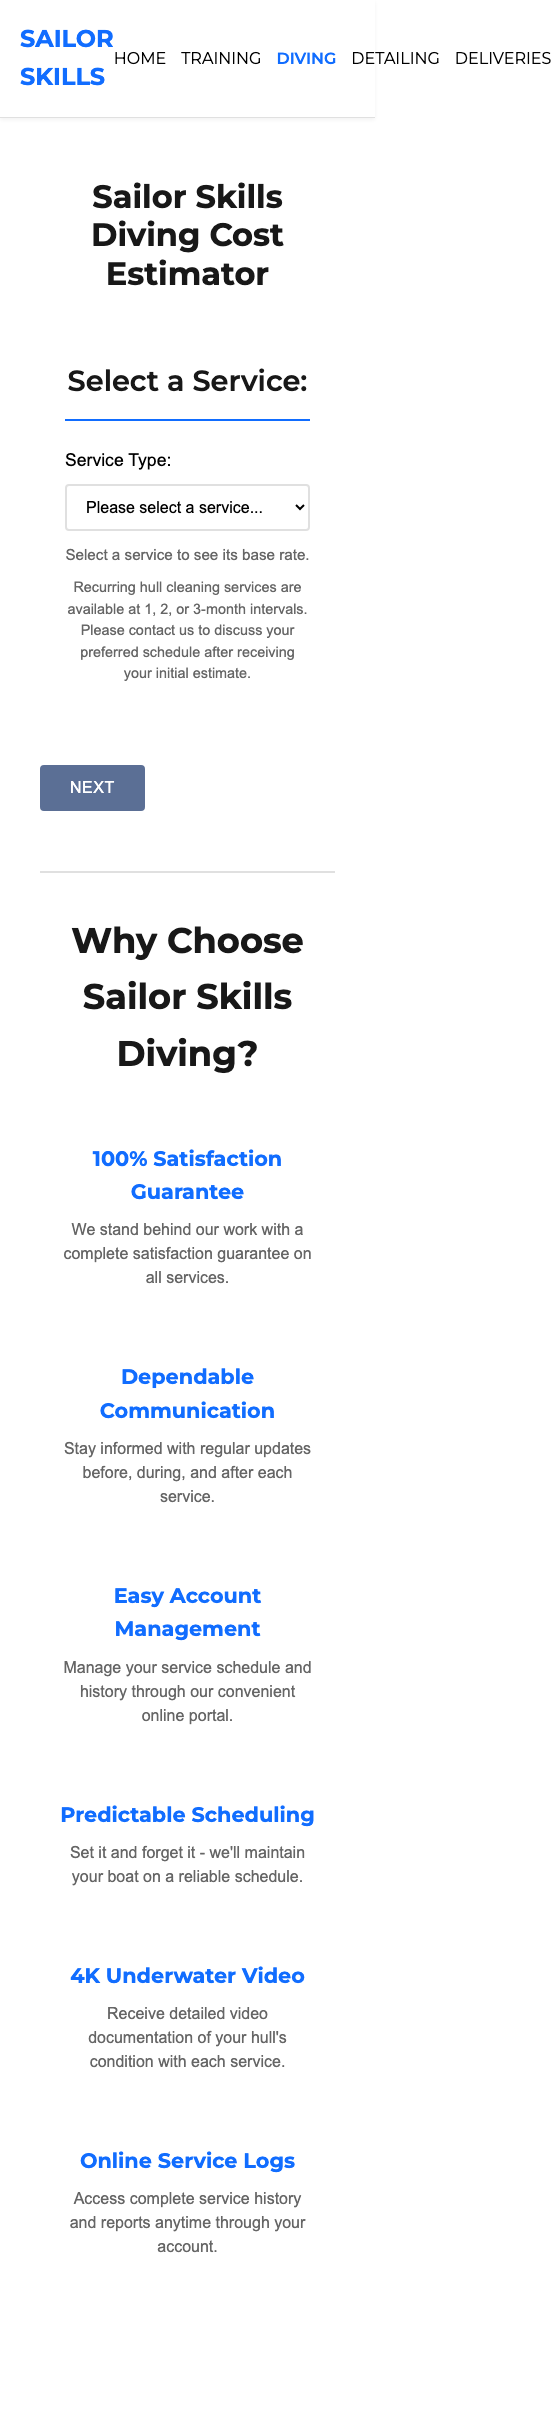 SAILOR
SKILLS
HOME TRAINING DIVING DETAILING DELIVERIES
Sailor Skills
Diving Cost
Estimator
Select a Service:
Service Type:
Please select a service...
Select a service to see its base rate.
Recurring hull cleaning services are
available at 1, 2, or 3-month intervals.
Please contact us to discuss your
preferred schedule after receiving
your initial estimate.
NEXT
Why Choose
Sailor Skills
Diving?
100% Satisfaction
Guarantee
We stand behind our work with a
complete satisfaction guarantee on
all services.
Dependable
Communication
Stay informed with regular updates
before, during, and after each
service.
Easy Account
Management
Manage your service schedule and
history through our convenient
online portal.
Predictable Scheduling
Set it and forget it - we'll maintain
your boat on a reliable schedule.
4K Underwater Video
Receive detailed video
documentation of your hull's
condition with each service.
Online Service Logs
Access complete service history
and reports anytime through your
account.